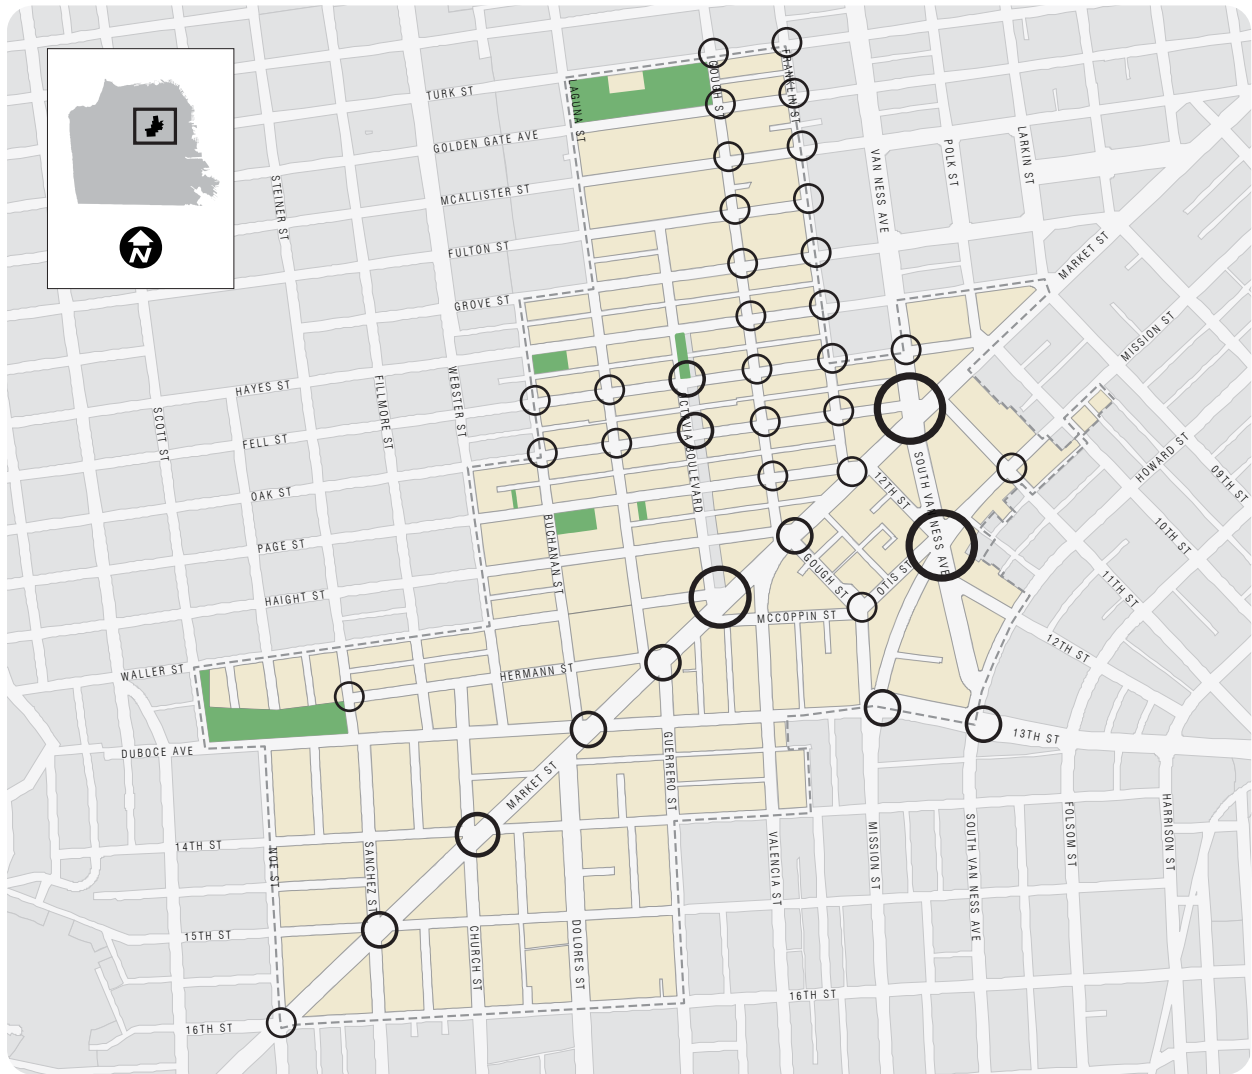 N
TURK ST
GOLDEN GATE AVE
MCALLISTER ST
FULTON ST
GROVE ST
HAYES ST
FELL ST
OAK ST
PAGE ST
HAIGHT ST
WALLER ST
HERMANN ST
DUBOCE AVE
14TH ST
15TH ST
16TH ST
16TH ST
SCOTT ST
STEINER ST
FILLMORE ST
WEBSTER ST
LAGUNA ST
BUCHANAN ST
GOUGH ST
FRANKLIN ST
VAN NESS AVE
POLK ST
LARKIN ST
MARKET ST
MISSION ST
HOWARD ST
09TH ST
10TH ST
11TH ST
12TH ST
12TH ST
OCTAVIA BOULEVARD
SOUTH VAN NESS AVE
GOUGH ST
OTIS ST
MCCOPPIN ST
13TH ST
MARKET ST
GUERRERO ST
NOE ST
SANCHEZ ST
CHURCH ST
DOLORES ST
VALENCIA ST
MISSION ST
SOUTH VAN NESS AVE
FOLSOM ST
HARRISON ST